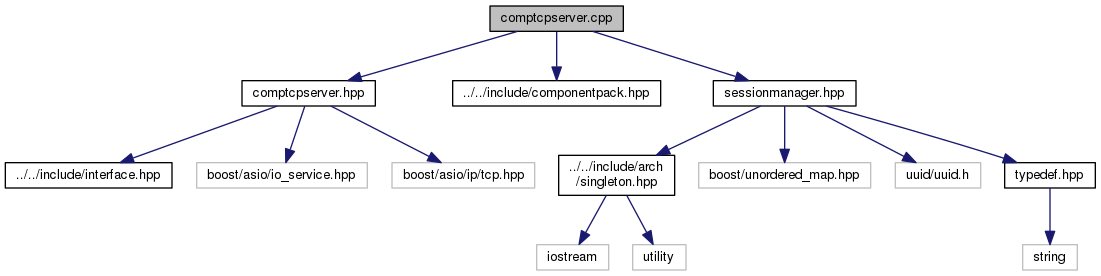 comptcpserver.cpp
comptcpserver.hpp
../../include/componentpack.hpp
sessionmanager.hpp
../../include/interface.hpp
boost/asio/io_service.hpp
boost/asio/ip/tcp.hpp
../../include/arch
/singleton.hpp
boost/unordered_map.hpp
uuid/uuid.h
typedef.hpp
iostream
utility
string